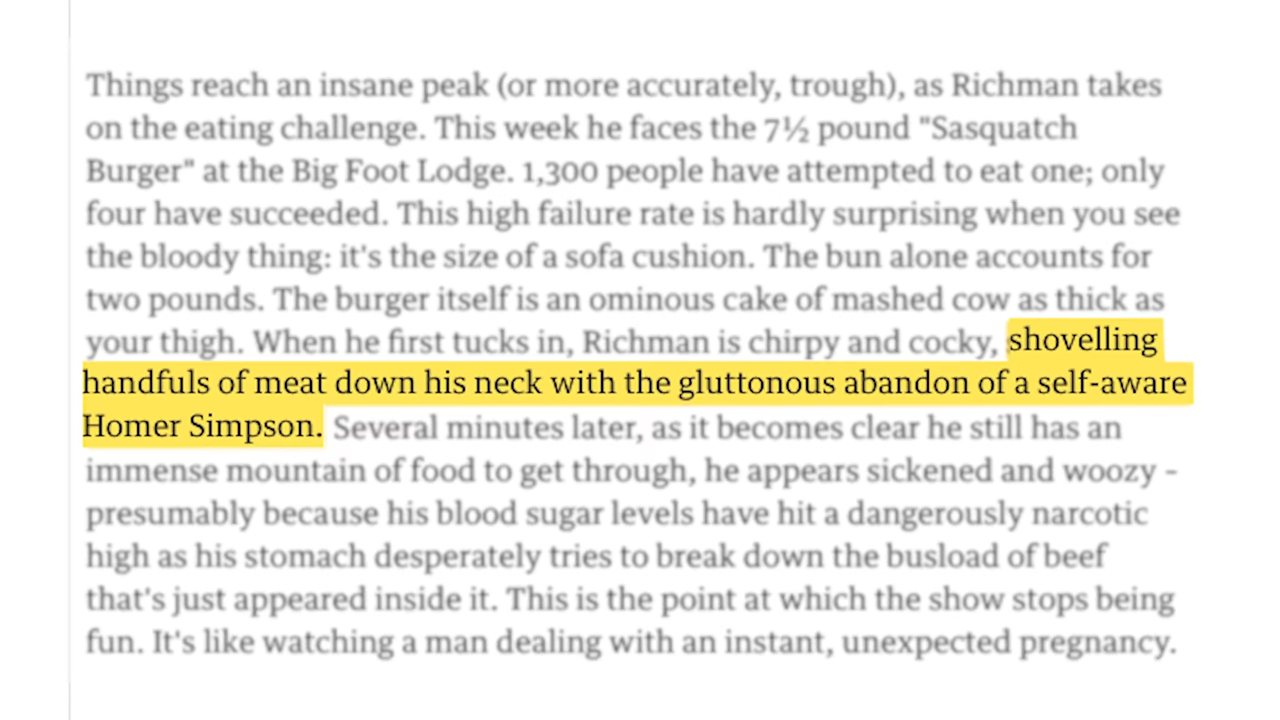 Things reach an insane peak (or more accurately, trough), as Richman takes
on the eating challenge. This week he faces the 7½ pound "Sasquatch
Burger" at the Big Foot Lodge. 1,300 people have attempted to eat one; only
four have succeeded. This high failure rate is hardly surprising when you see
the bloody thing: it's the size of a sofa cushion. The bun alone accounts for
two pounds. The burger itself is an ominous cake of mashed cow as thick as
your thigh. When he first tucks in, Richman is chirpy and cocky, shovelling
handfuls of meat down his neck with the gluttonous abandon of a self-aware
Homer Simpson. Several minutes later, as it becomes clear he still has an
immense mountain of food to get through, he appears sickened and woozy –
presumably because his blood sugar levels have hit a dangerously narcotic
high as his stomach desperately tries to break down the busload of beef
that's just appeared inside it. This is the point at which the show stops being
fun. It's like watching a man dealing with an instant, unexpected pregnancy.